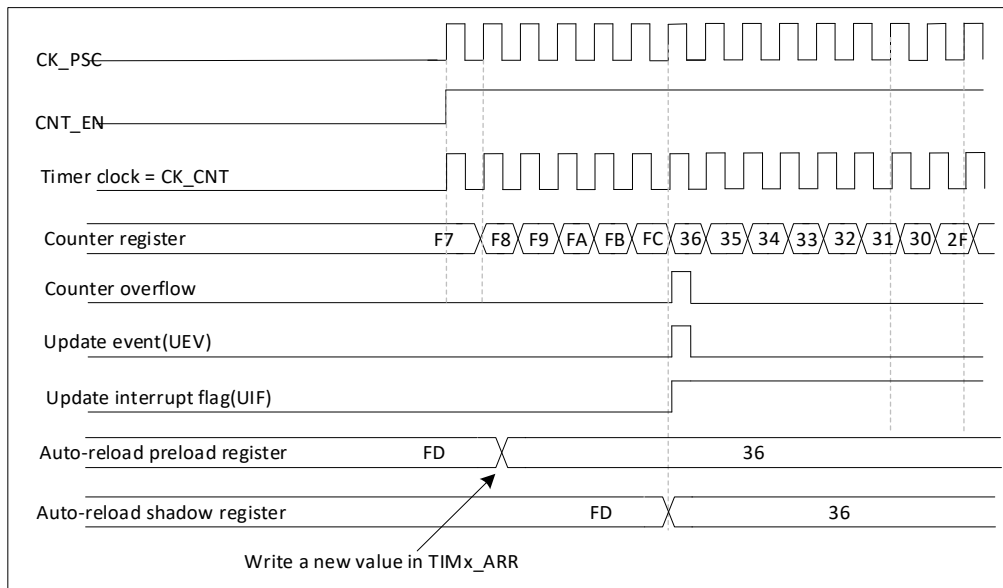 CK_PSC
CNT_EN
Timer clock = CK_CNT
Counter register F7 F8 F9 FA FB FC 36 35 34 33 32 31 30 2F
Counter overflow
Update event(UEV)
Update interrupt flag(UIF)
Auto-reload preload register FD 36
Auto-reload shadow register FD 36
Write a new value in TIMx_ARR